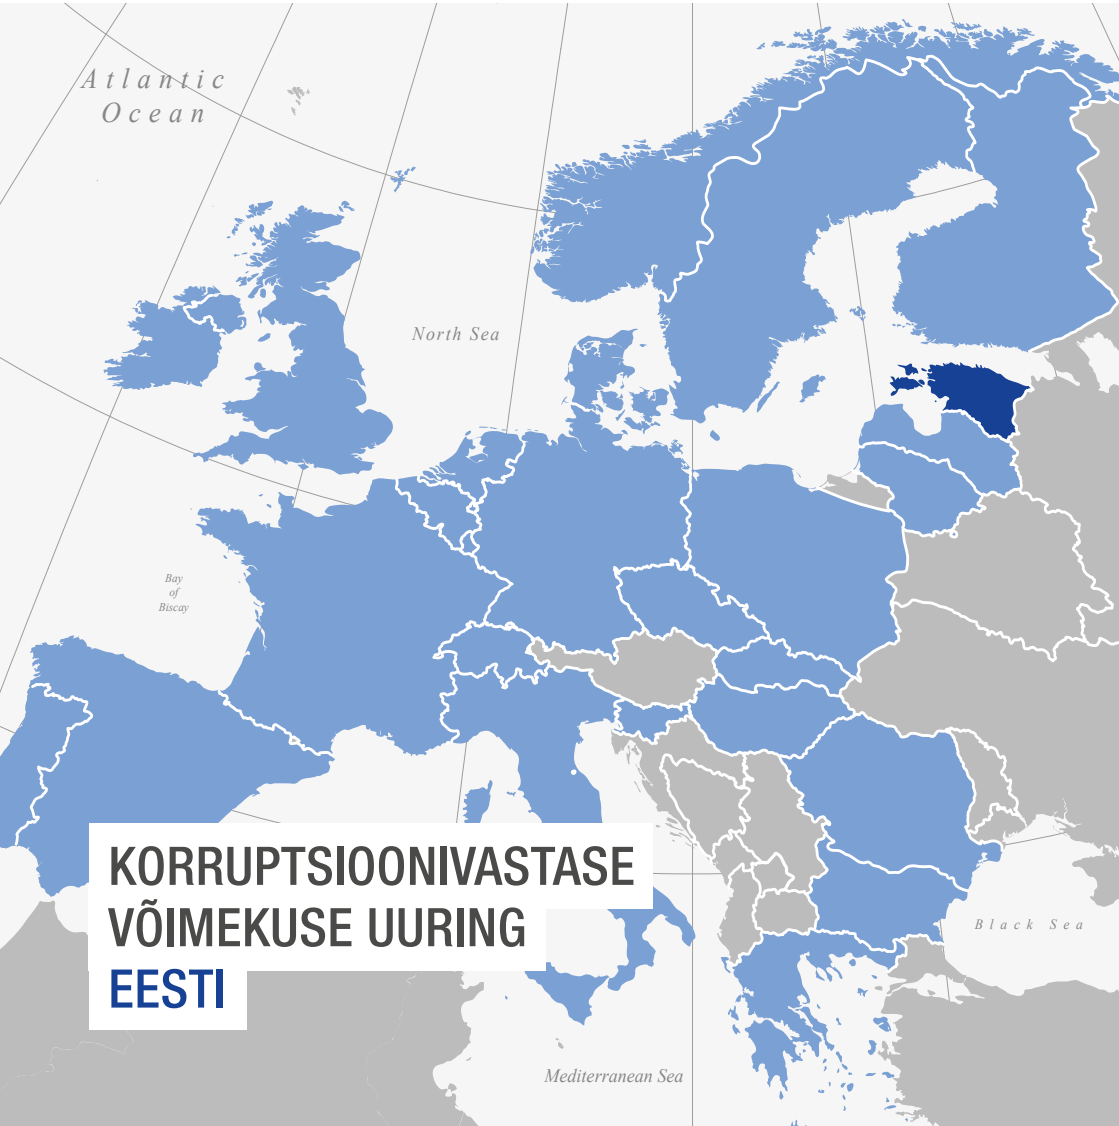 Atlantic
Ocean
North Sea
Bay
of
Biscay
KORRUPTSIOONIVASTASE
VÕIMEKUSE UURING
EESTI
Black Sea
Mediterranean Sea